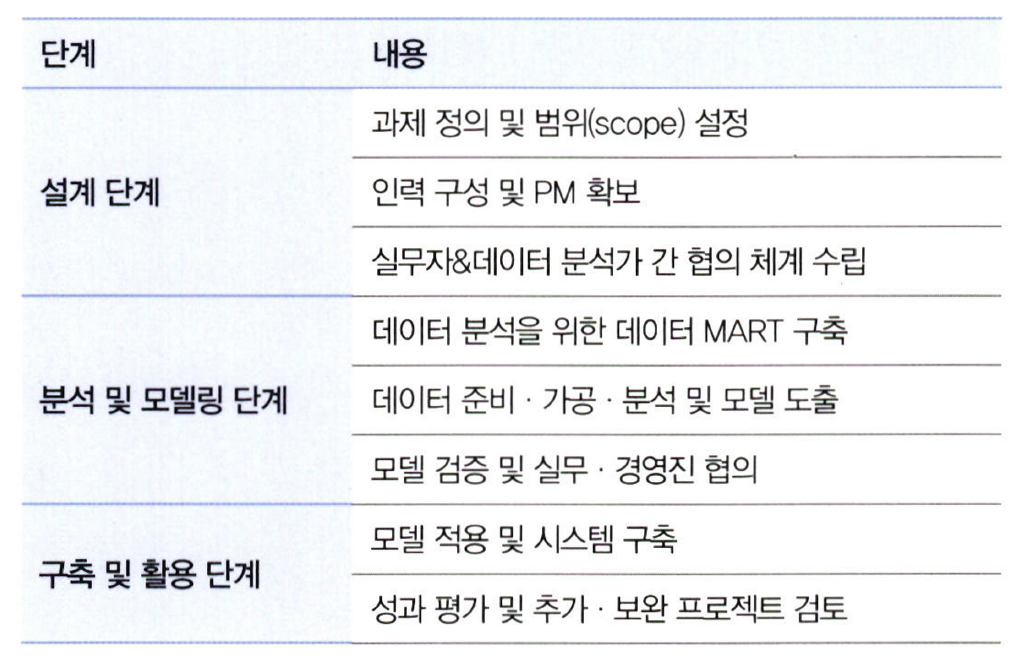 단계 내용
설계 단계
과제 정의 및 범위(scope) 설정
인력 구성 및 PM 확보
실무자&데이터 분석가 간 협의 체계 수립
분석 및 모델링 단계
데이터 분석을 위한 데이터 MART 구축
데이터 준비 · 가공 · 분석 및 모델 도출
모델 검증 및 실무 · 경영진 협의
구축 및 활용 단계
모델 적용 및 시스템 구축
성과 평가 및 추가 · 보완 프로젝트 검토